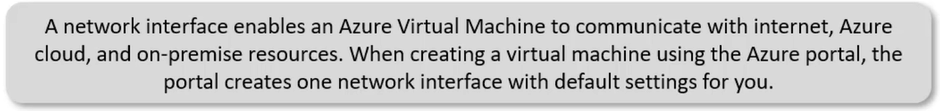 A network interface enables an Azure Virtual Machine to communicate with internet, Azure
cloud, and on-premise resources. When creating a virtual machine using the Azure portal, the
portal creates one network interface with default settings for you.